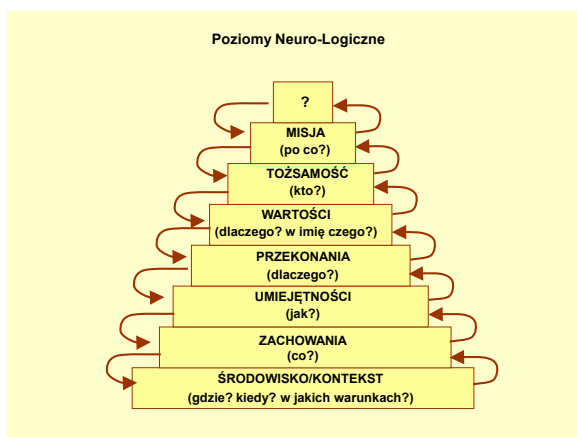 Poziomy Neuro-Logiczne
?
MISJA
(po co?)
TOŻSAMOŚĆ
(kto?)
WARTOŚCI
(dlaczego? w imię czego?)
PRZEKONANIA
(dlaczego?)
UMIEJĘTNOŚCI
(jak?)
ZACHOWANIA
(co?)
ŚRODOWISKO/KONTEKST
(gdzie? kiedy? w jakich warunkach?)